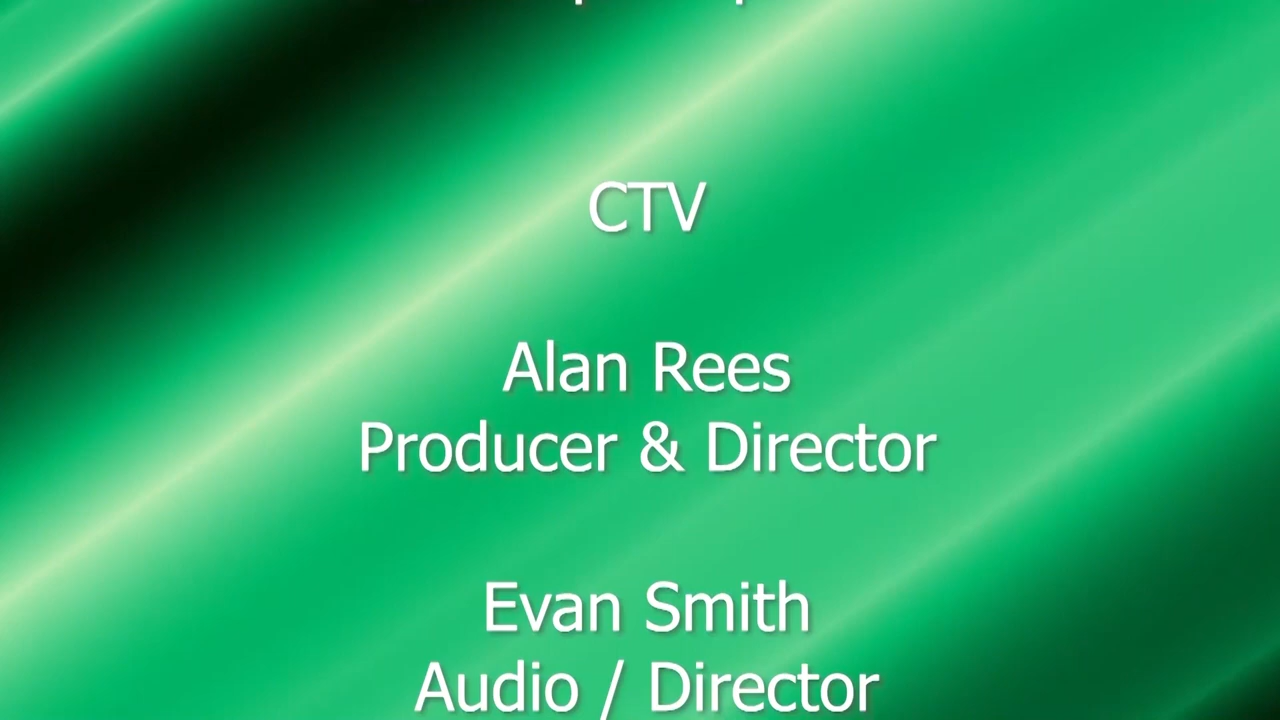 CTV
Alan Rees
Producer & Director
Evan Smith
Audio / Director